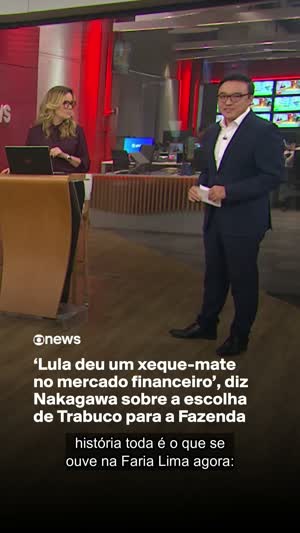 news
‘Lula deu um xeque-mate
no mercado financeiro’, diz
Nakagawa sobre a escolha
de Trabuco para a Fazenda
história toda é o que se
ouve na Faria Lima agora: